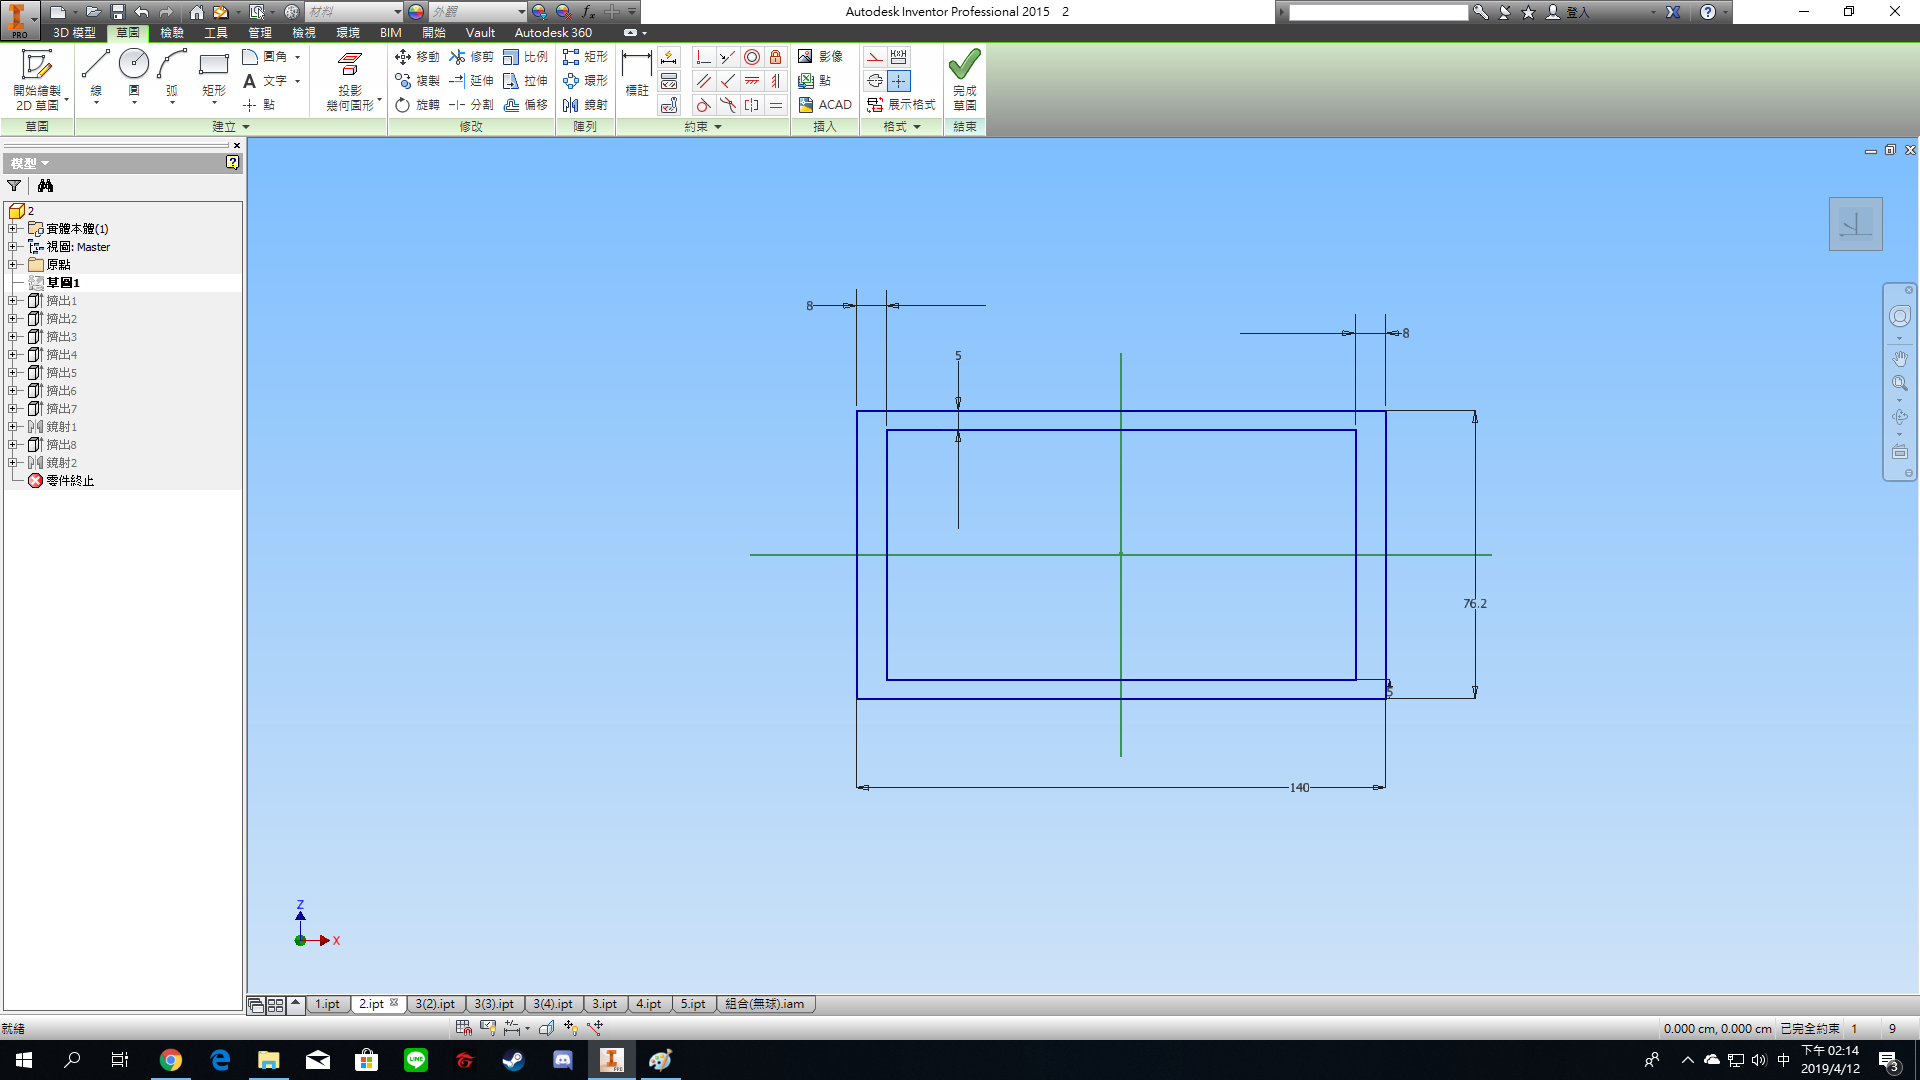 材料
外觀
Autodesk Inventor Professional 2015 2
登入
PRO
3D 模型
草圖
檢驗
工具
管理
檢視
環境
BIM
開始
Vault
Autodesk 360
開始繪製
2D 草圖
線
圓
弧
矩形
圓角
文字
點
投影
幾何圖形
移動
修剪
比例
複製
延伸
拉伸
旋轉
分割
偏移
矩形
環形
鏡射
標註
影像
點
ACAD
展示格式
完成
草圖
草圖
建立
修改
陣列
約束
插入
格式
結束
模型
2
實體本體(1)
視圖: Master
原點
草圖1
擠出1
擠出2
擠出3
擠出4
擠出5
擠出6
擠出7
鏡射1
擠出8
鏡射2
零件終止
8
8
5
76.2
5
140
Z
X
1.ipt
2.ipt
3(2).ipt
3(3).ipt
3(4).ipt
3.ipt
4.ipt
5.ipt
組合(無球).iam
就緒
0.000 cm, 0.000 cm
已完全約束
1
9
LINE
中
下午 02:14
2019/4/12
3